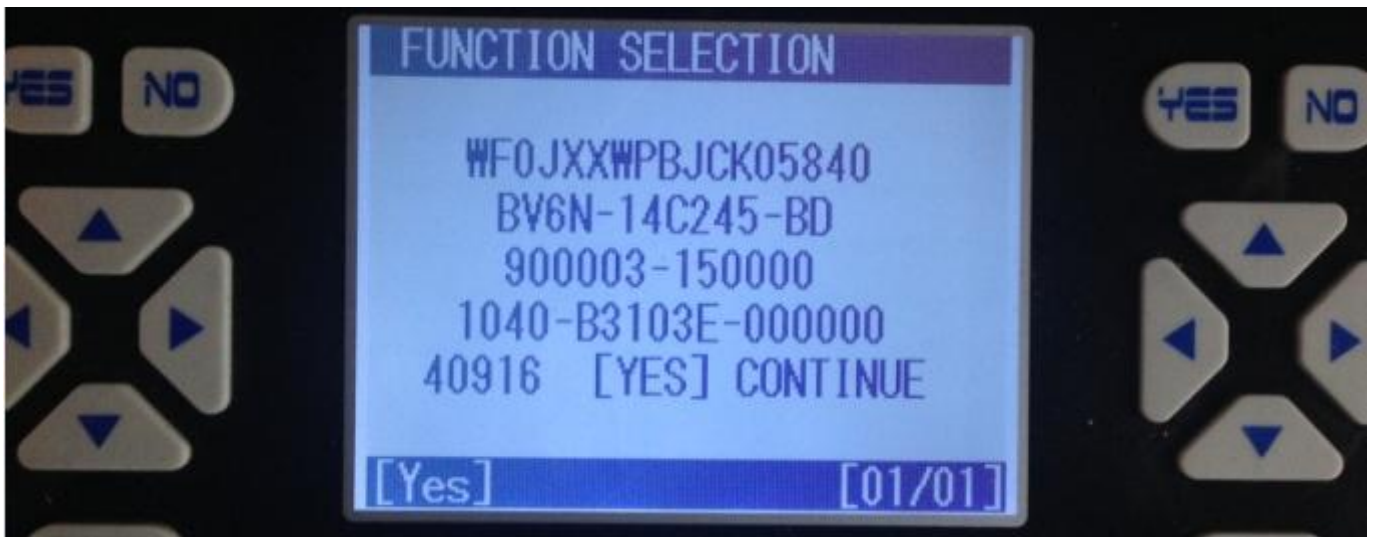 FUNCTION SELECTION
YES NO
YES NO
WF0JXXWPBJCK05840
BV6N-14C245-BD
900003-150000
1040-B3103E-000000
40916 [YES] CONTINUE
[Yes] [01/01]